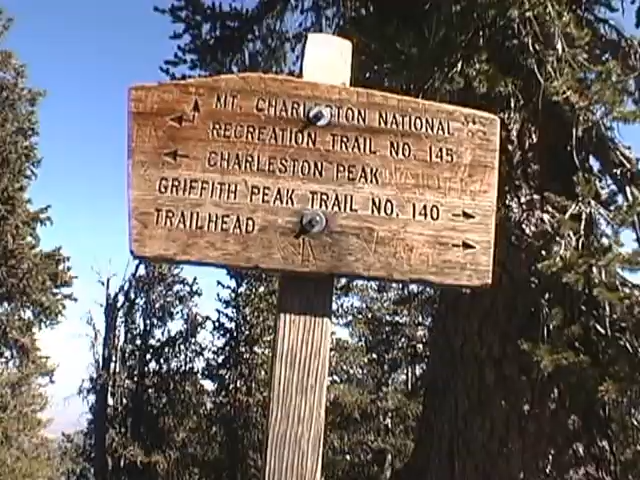 MT. CHARLESTON NATIONAL
RECREATION TRAIL NO. 145
CHARLESTON PEAK
GRIFFITH PEAK TRAIL NO. 140
TRAILHEAD